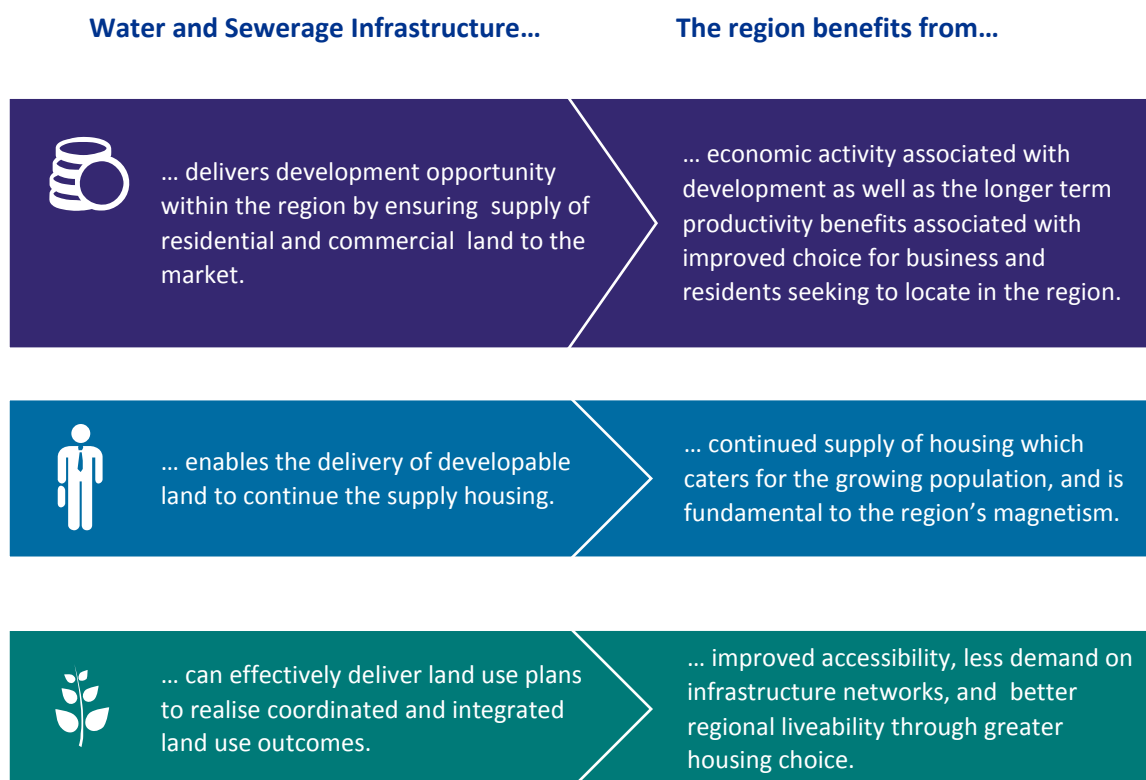 Water and Sewerage Infrastructure…
The region benefits from…
… delivers development opportunity
within the region by ensuring  supply of
residential and commercial  land to the
market.
… economic activity associated with
development as well as the longer term
productivity benefits associated with
improved choice for business and
residents seeking to locate in the region.
… enables the delivery of developable
land to continue the supply housing.
… continued supply of housing which
caters for the growing population, and is
fundamental to the region’s magnetism.
… can effectively deliver land use plans
to realise coordinated and integrated
land use outcomes.
… improved accessibility, less demand on
infrastructure networks, and  better
regional liveability through greater
housing choice.